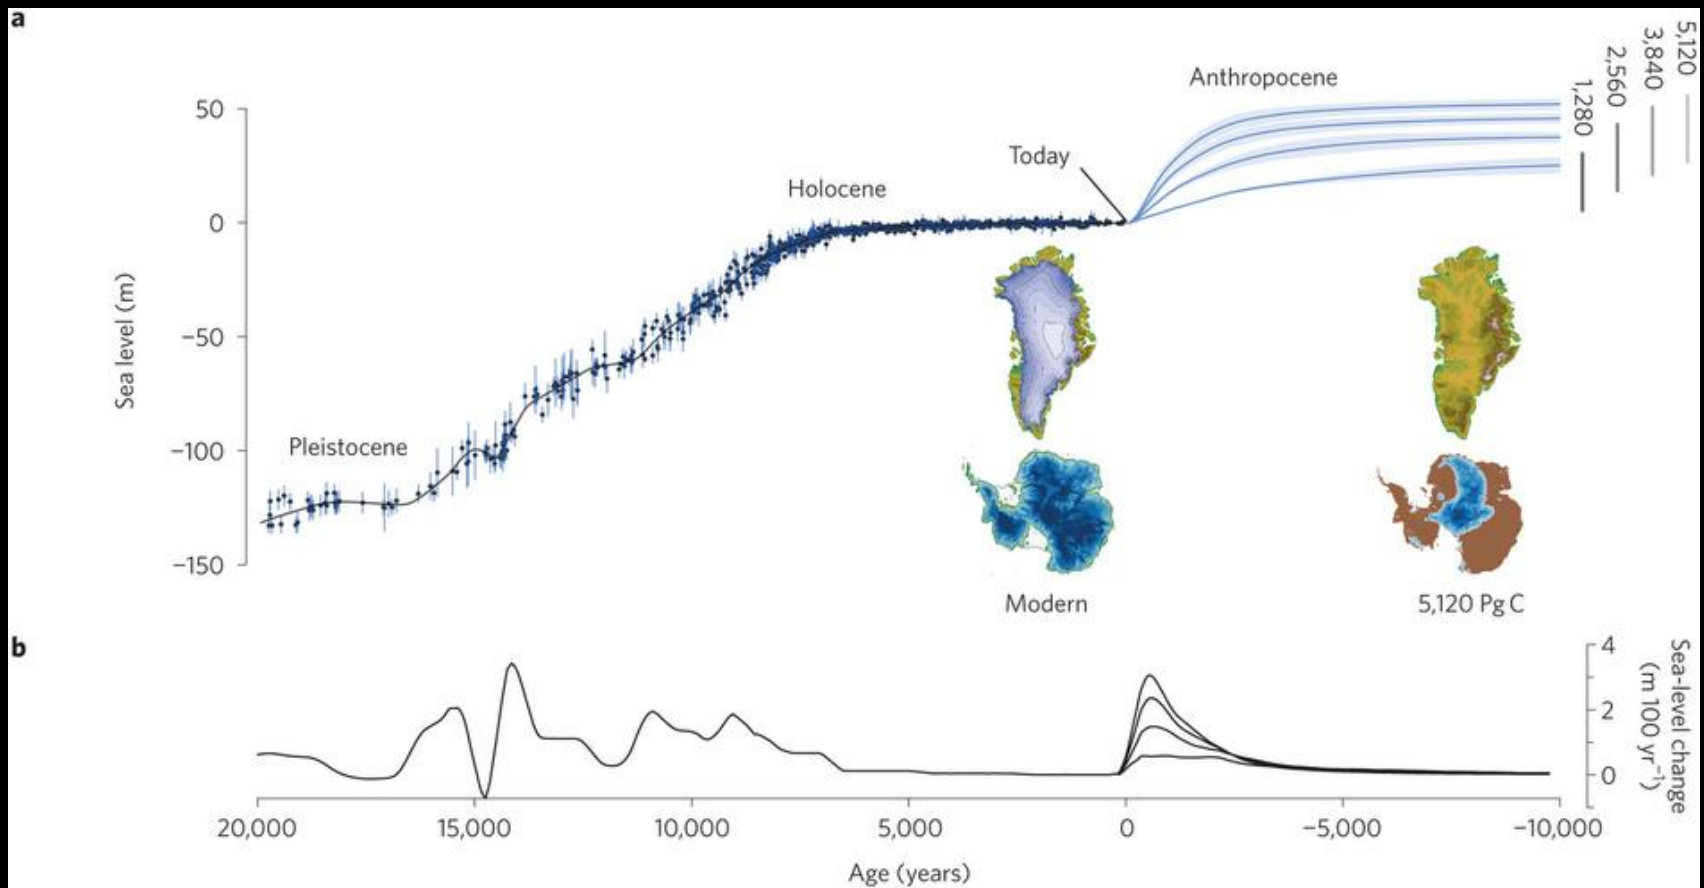 a
5,120
3,840
2,560
1,280
Anthropocene
50
Today
Holocene
0
Sea level (m)
−50
−100
Pleistocene
−150
Modern
5,120 Pg C
b
4
2
0
Sea-level change
(m 100 yr⁻¹)
20,000
15,000
10,000
5,000
0
−5,000
−10,000
Age (years)